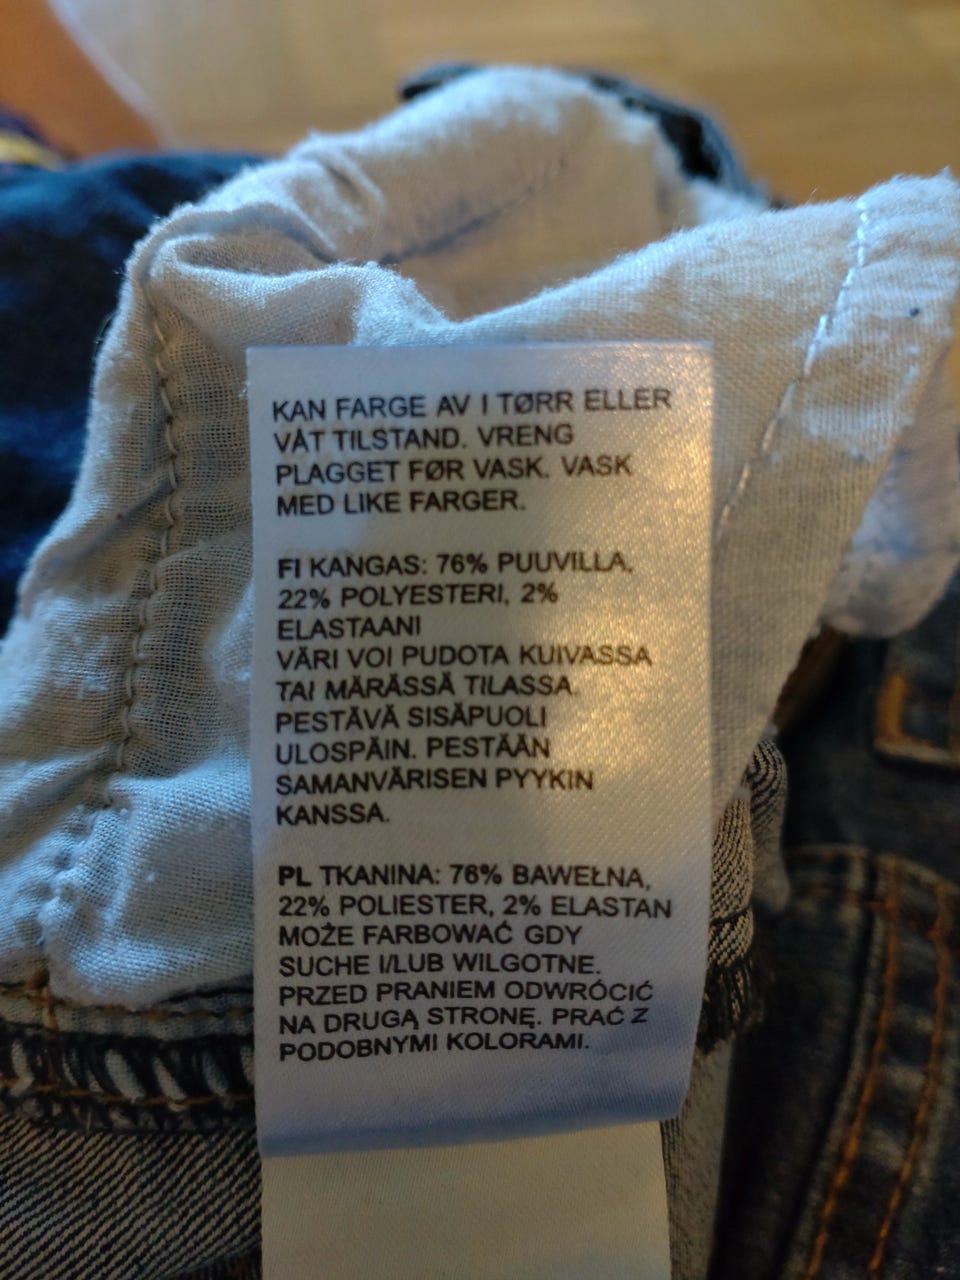 KAN FARGE AV I TØRR ELLER
VÅT TILSTAND. VRENG
PLAGGET FØR VASK. VASK
MED LIKE FARGER.
FI KANGAS: 76% PUUVILLA,
22% POLYESTERI, 2%
ELASTAANI
VÄRI VOI PUDOTA KUIVASSA
TAI MÄRÄSSÄ TILASSA.
PESTÄVÄ SISÄPUOLI
ULOSPÄIN. PESTÄÄN
SAMANVÄRISEN PYYKIN
KANSSA.
PL TKANINA: 76% BAWEŁNA,
22% POLIESTER, 2% ELASTAN
MOŻE FARBOWAĆ GDY
SUCHE I/LUB WILGOTNE.
PRZED PRANIEM ODWRÓCIĆ
NA DRUGĄ STRONĘ. PRAĆ Z
PODOBNYMI KOLORAMI.